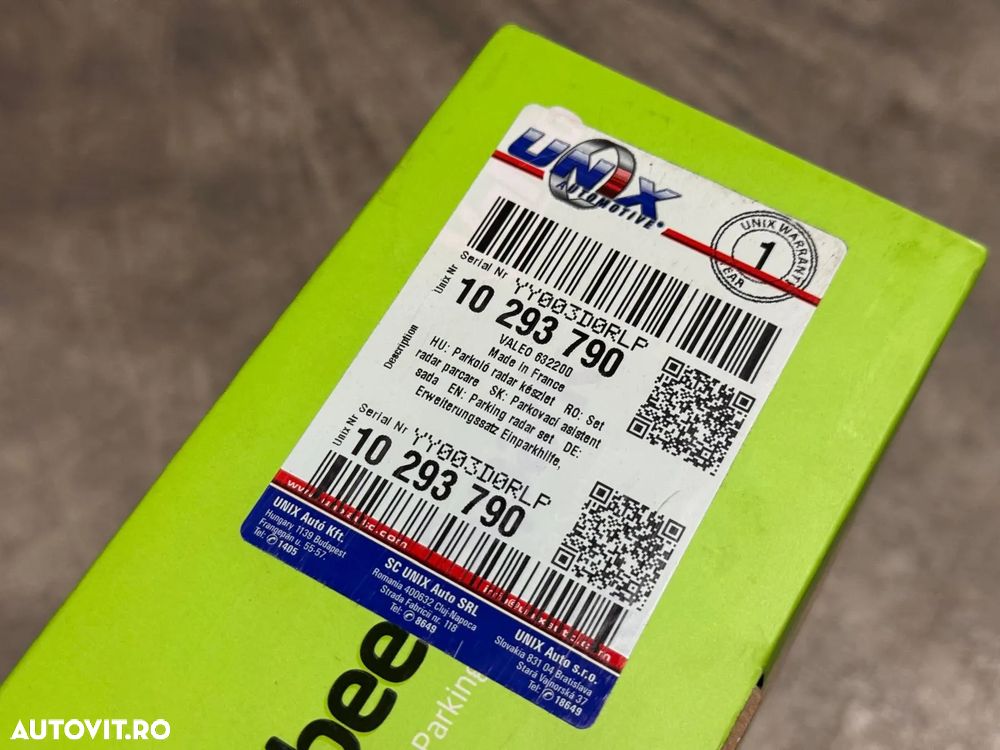 UNIX
AUTOMOTIVE®
UNIX WARRANTY
1
YEAR
Serial Nr YY003D0RLP
Unix Nr 10 293 790
VALEO 632200
Made in France
Description
HU: Parkoló radar készlet RO: Set
radar parcare SK: Parkovací asistent
sada EN: Parking radar set DE:
Erweiterungssatz Einparkhilfe,
Serial Nr YY003D0RLP
Unix Nr 10 293 790
UNIX Autó Kft.
Hungary 1139 Budapest
Frangepán u. 55-57.
Tel: 1405
SC UNIX Auto SRL
Romania 400632 Cluj-Napoca
Strada Fabricii nr. 118
Tel: 8649
UNIX Auto s.r.o.
Slovakia 831 04 Bratislava
Stará Vajnorská 37
Tel: 18649
bee
Parking
AUTOVIT.RO